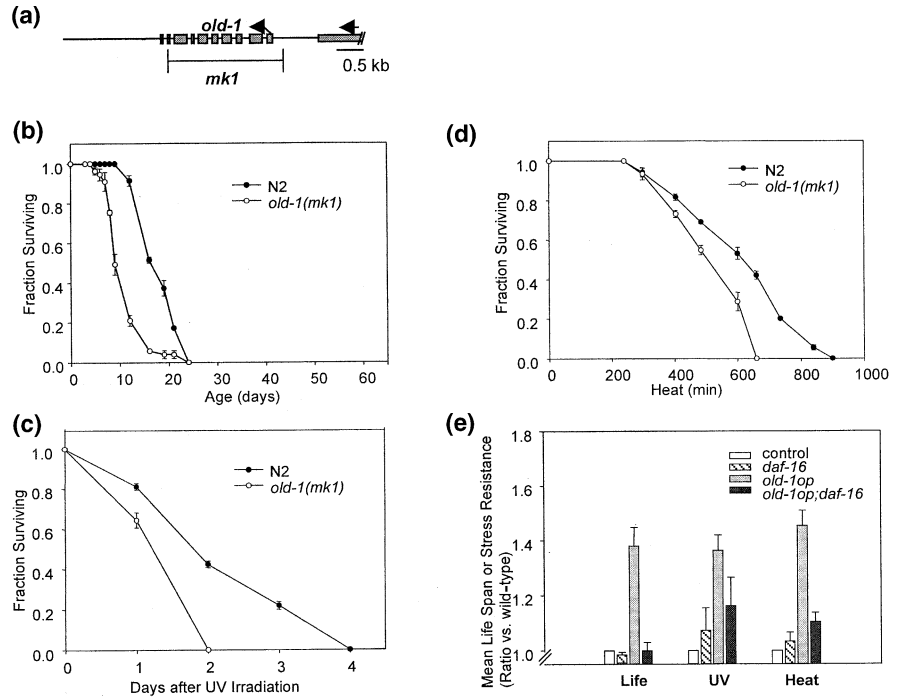 (a)
old-1
mk1
0.5 kb
(b)
Fraction Surviving
1.0
0.8
0.6
0.4
0.2
0.0
N2
old-1(mk1)
0 10 20 30 40 50 60
Age (days)
(d)
Fraction Surviving
1.0
0.8
0.6
0.4
0.2
0.0
N2
old-1(mk1)
0 200 400 600 800 1000
Heat (min)
(c)
Fraction Surviving
1.0
0.8
0.6
0.4
0.2
0.0
N2
old-1(mk1)
0 1 2 3 4
Days after UV Irradiation
(e)
Mean Life Span or Stress Resistance
(Ratio vs. wild-type)
1.8
1.6
1.4
1.2
1.0
control
daf-16
old-1op
old-1op;daf-16
Life UV Heat